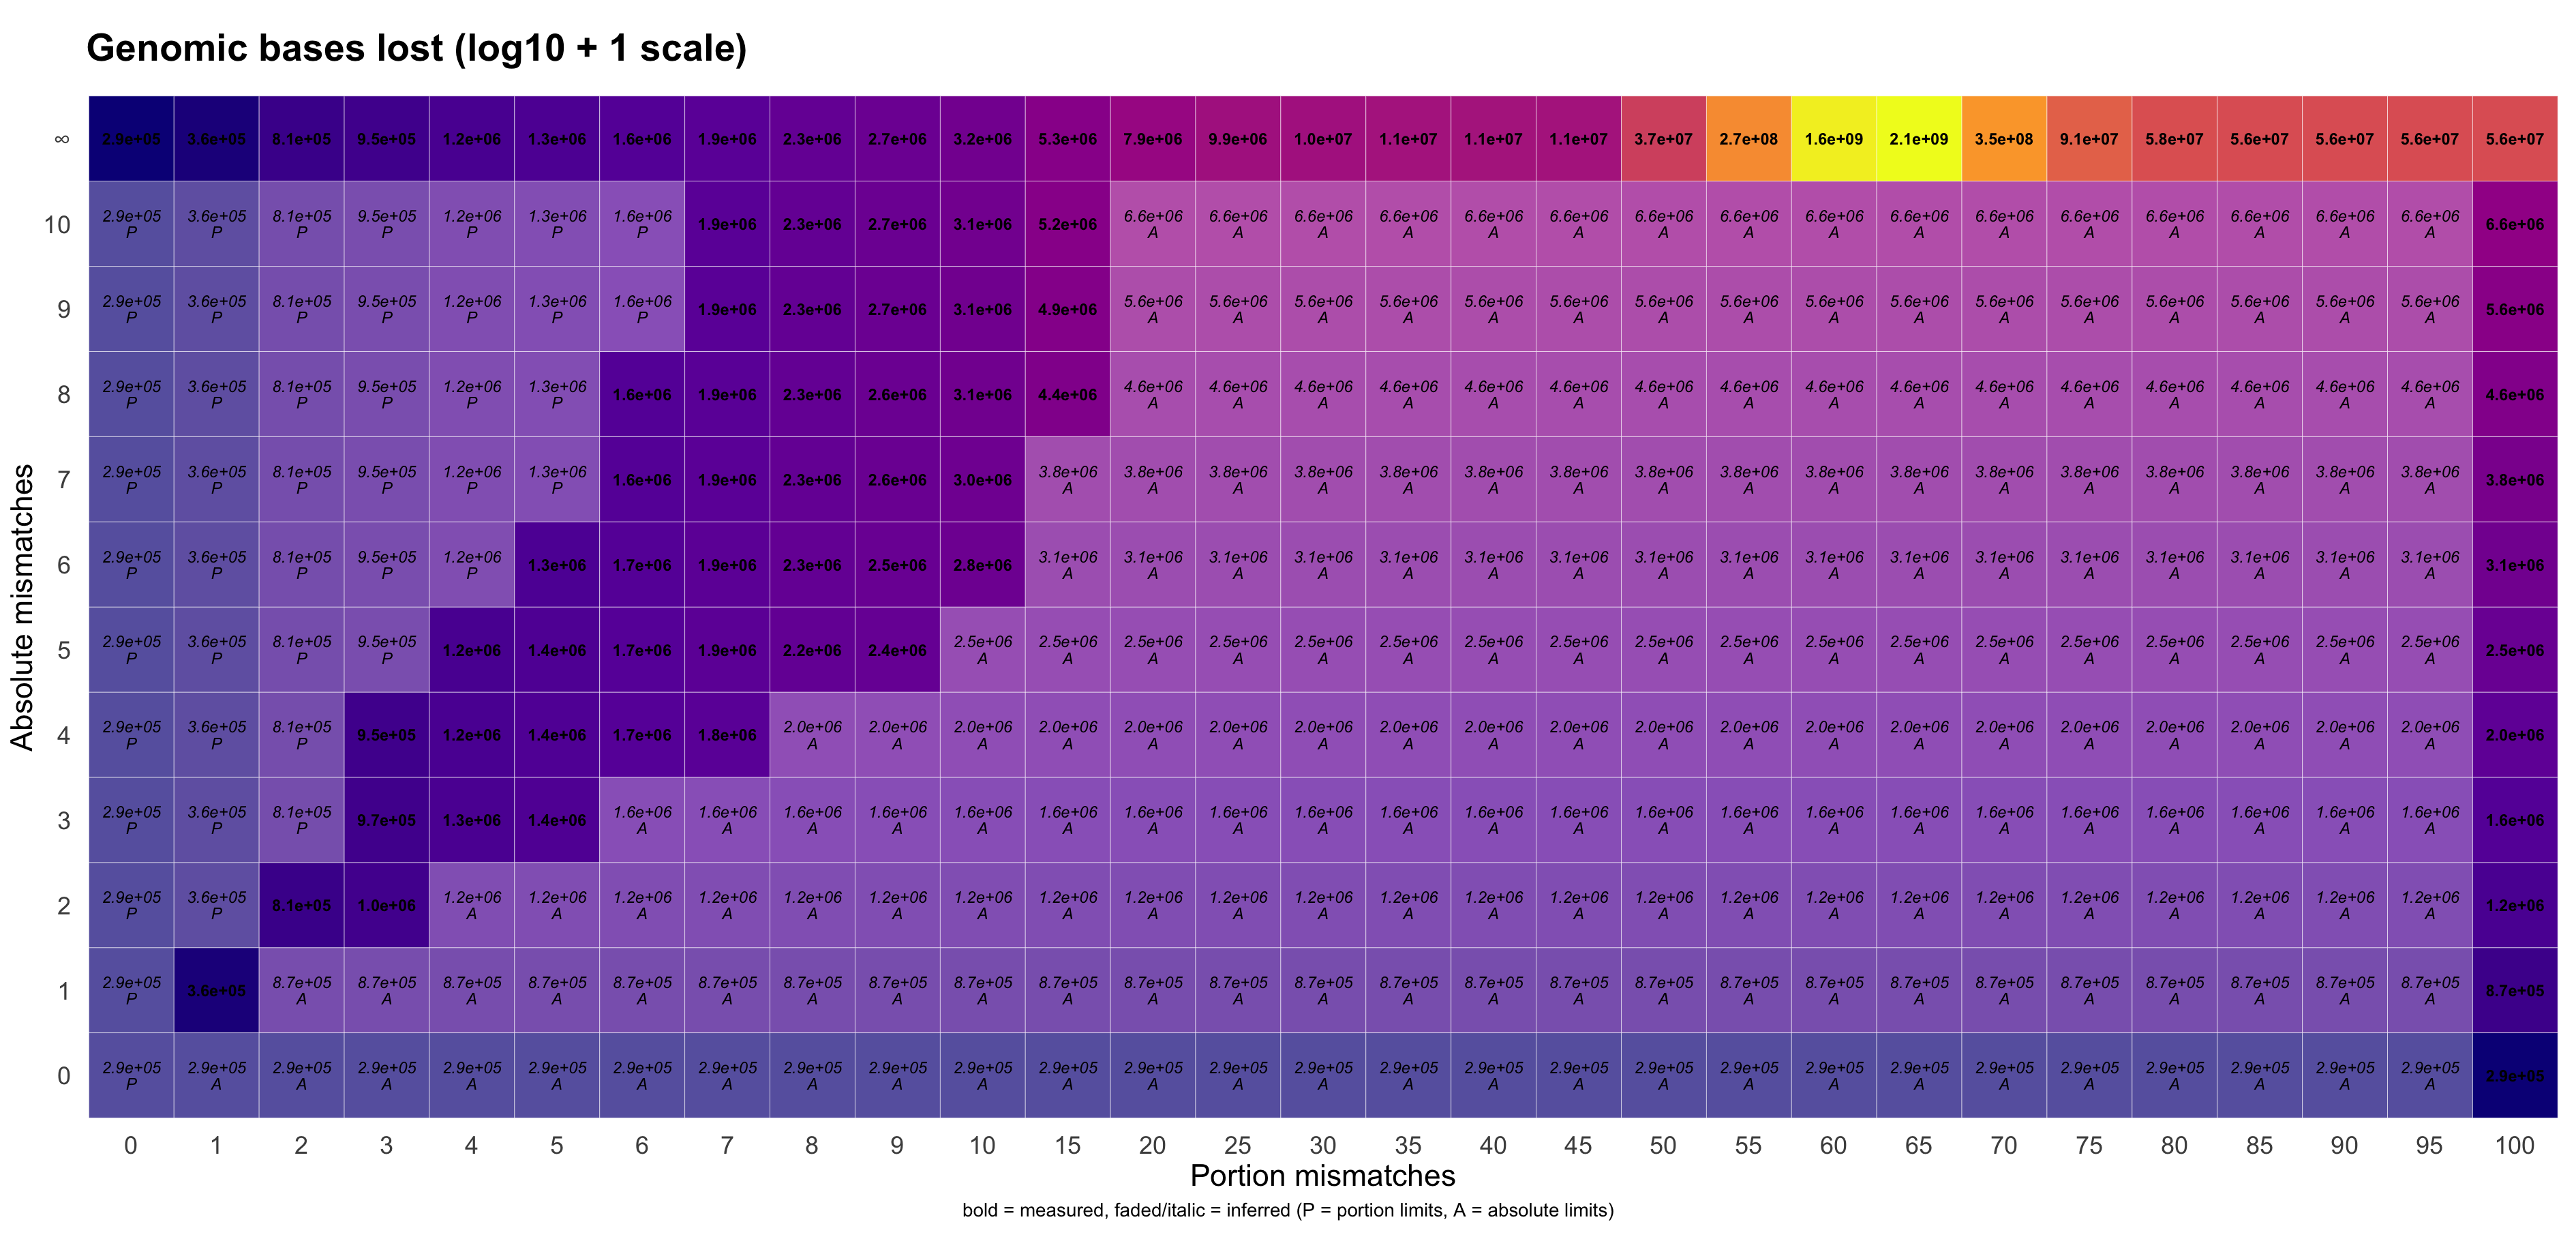 Genomic bases lost (log10 + 1 scale)
∞ 2.9e+05 3.6e+05 8.1e+05 9.5e+05 1.2e+06 1.3e+06 1.6e+06 1.9e+06 2.3e+06 2.7e+06 3.2e+06 5.3e+06 7.9e+06 9.9e+06 1.0e+07 1.1e+07 1.1e+07 1.1e+07 3.7e+07 2.7e+08 1.6e+09 2.1e+09 3.5e+08 9.1e+07 5.8e+07 5.6e+07 5.6e+07 5.6e+07 5.6e+07
10 2.9e+05 3.6e+05 8.1e+05 9.5e+05 1.2e+06 1.3e+06 1.6e+06 1.9e+06 2.3e+06 2.7e+06 3.1e+06 5.2e+06 6.6e+06 6.6e+06 6.6e+06 6.6e+06 6.6e+06 6.6e+06 6.6e+06 6.6e+06 6.6e+06 6.6e+06 6.6e+06 6.6e+06 6.6e+06 6.6e+06 6.6e+06 6.6e+06 6.6e+06
P P P P P P P A A A A A A A A A A A A A A A A
9 2.9e+05 3.6e+05 8.1e+05 9.5e+05 1.2e+06 1.3e+06 1.6e+06 1.9e+06 2.3e+06 2.7e+06 3.1e+06 4.9e+06 5.6e+06 5.6e+06 5.6e+06 5.6e+06 5.6e+06 5.6e+06 5.6e+06 5.6e+06 5.6e+06 5.6e+06 5.6e+06 5.6e+06 5.6e+06 5.6e+06 5.6e+06 5.6e+06 5.6e+06
P P P P P P P A A A A A A A A A A A A A A A A
8 2.9e+05 3.6e+05 8.1e+05 9.5e+05 1.2e+06 1.3e+06 1.6e+06 1.9e+06 2.3e+06 2.6e+06 3.1e+06 4.4e+06 4.6e+06 4.6e+06 4.6e+06 4.6e+06 4.6e+06 4.6e+06 4.6e+06 4.6e+06 4.6e+06 4.6e+06 4.6e+06 4.6e+06 4.6e+06 4.6e+06 4.6e+06 4.6e+06 4.6e+06
P P P P P P A A A A A A A A A A A A A A A A
7 2.9e+05 3.6e+05 8.1e+05 9.5e+05 1.2e+06 1.3e+06 1.6e+06 1.9e+06 2.3e+06 2.6e+06 3.0e+06 3.8e+06 3.8e+06 3.8e+06 3.8e+06 3.8e+06 3.8e+06 3.8e+06 3.8e+06 3.8e+06 3.8e+06 3.8e+06 3.8e+06 3.8e+06 3.8e+06 3.8e+06 3.8e+06 3.8e+06 3.8e+06
P P P P P P A A A A A A A A A A A A A A A A A
6 2.9e+05 3.6e+05 8.1e+05 9.5e+05 1.2e+06 1.3e+06 1.7e+06 1.9e+06 2.3e+06 2.5e+06 2.8e+06 3.1e+06 3.1e+06 3.1e+06 3.1e+06 3.1e+06 3.1e+06 3.1e+06 3.1e+06 3.1e+06 3.1e+06 3.1e+06 3.1e+06 3.1e+06 3.1e+06 3.1e+06 3.1e+06 3.1e+06 3.1e+06
P P P P P A A A A A A A A A A A A A A A A A
5 2.9e+05 3.6e+05 8.1e+05 9.5e+05 1.2e+06 1.4e+06 1.7e+06 1.9e+06 2.2e+06 2.4e+06 2.5e+06 2.5e+06 2.5e+06 2.5e+06 2.5e+06 2.5e+06 2.5e+06 2.5e+06 2.5e+06 2.5e+06 2.5e+06 2.5e+06 2.5e+06 2.5e+06 2.5e+06 2.5e+06 2.5e+06 2.5e+06 2.5e+06
P P P P A A A A A A A A A A A A A A A A A A
4 2.9e+05 3.6e+05 8.1e+05 9.5e+05 1.2e+06 1.4e+06 1.7e+06 1.8e+06 2.0e+06 2.0e+06 2.0e+06 2.0e+06 2.0e+06 2.0e+06 2.0e+06 2.0e+06 2.0e+06 2.0e+06 2.0e+06 2.0e+06 2.0e+06 2.0e+06 2.0e+06 2.0e+06 2.0e+06 2.0e+06 2.0e+06 2.0e+06 2.0e+06
P P P A A A A A A A A A A A A A A A A A A A A
3 2.9e+05 3.6e+05 8.1e+05 9.7e+05 1.3e+06 1.4e+06 1.6e+06 1.6e+06 1.6e+06 1.6e+06 1.6e+06 1.6e+06 1.6e+06 1.6e+06 1.6e+06 1.6e+06 1.6e+06 1.6e+06 1.6e+06 1.6e+06 1.6e+06 1.6e+06 1.6e+06 1.6e+06 1.6e+06 1.6e+06 1.6e+06 1.6e+06 1.6e+06
P P P A A A A A A A A A A A A A A A A A A A A A A
2 2.9e+05 3.6e+05 8.1e+05 1.0e+06 1.2e+06 1.2e+06 1.2e+06 1.2e+06 1.2e+06 1.2e+06 1.2e+06 1.2e+06 1.2e+06 1.2e+06 1.2e+06 1.2e+06 1.2e+06 1.2e+06 1.2e+06 1.2e+06 1.2e+06 1.2e+06 1.2e+06 1.2e+06 1.2e+06 1.2e+06 1.2e+06 1.2e+06 1.2e+06
P P A A A A A A A A A A A A A A A A A A A A A A A A
1 2.9e+05 3.6e+05 8.7e+05 8.7e+05 8.7e+05 8.7e+05 8.7e+05 8.7e+05 8.7e+05 8.7e+05 8.7e+05 8.7e+05 8.7e+05 8.7e+05 8.7e+05 8.7e+05 8.7e+05 8.7e+05 8.7e+05 8.7e+05 8.7e+05 8.7e+05 8.7e+05 8.7e+05 8.7e+05 8.7e+05 8.7e+05 8.7e+05 8.7e+05
P A A A A A A A A A A A A A A A A A A A A A A A A A A
0 2.9e+05 2.9e+05 2.9e+05 2.9e+05 2.9e+05 2.9e+05 2.9e+05 2.9e+05 2.9e+05 2.9e+05 2.9e+05 2.9e+05 2.9e+05 2.9e+05 2.9e+05 2.9e+05 2.9e+05 2.9e+05 2.9e+05 2.9e+05 2.9e+05 2.9e+05 2.9e+05 2.9e+05 2.9e+05 2.9e+05 2.9e+05 2.9e+05 2.9e+05
P A A A A A A A A A A A A A A A A A A A A A A A A A A A
0 1 2 3 4 5 6 7 8 9 10 15 20 25 30 35 40 45 50 55 60 65 70 75 80 85 90 95 100
Absolute mismatches
Portion mismatches
bold = measured, faded/italic = inferred (P = portion limits, A = absolute limits)